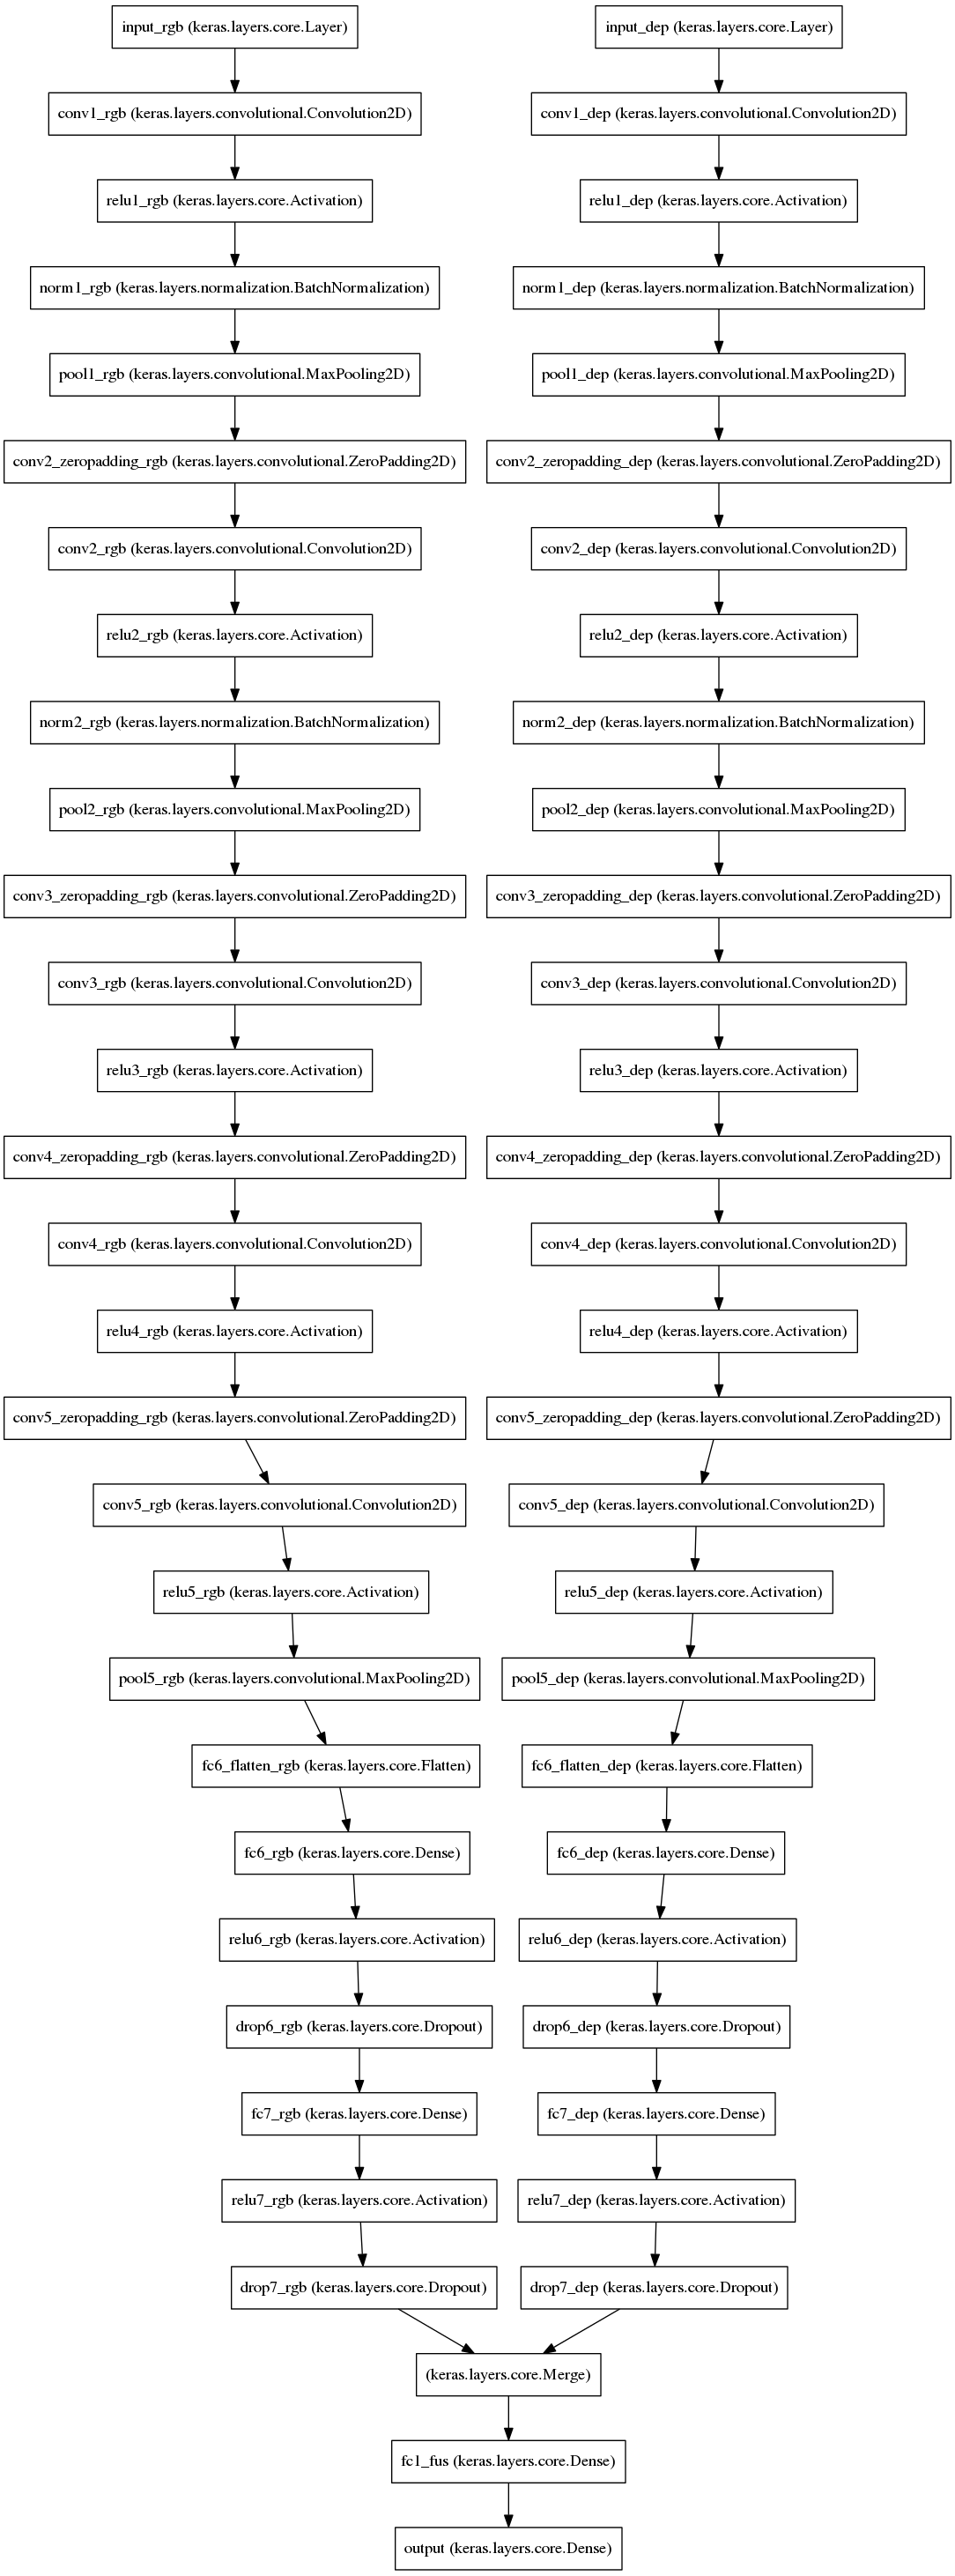 input_rgb (keras.layers.core.Layer)
input_dep (keras.layers.core.Layer)
conv1_rgb (keras.layers.convolutional.Convolution2D)
conv1_dep (keras.layers.convolutional.Convolution2D)
relu1_rgb (keras.layers.core.Activation)
relu1_dep (keras.layers.core.Activation)
norm1_rgb (keras.layers.normalization.BatchNormalization)
norm1_dep (keras.layers.normalization.BatchNormalization)
pool1_rgb (keras.layers.convolutional.MaxPooling2D)
pool1_dep (keras.layers.convolutional.MaxPooling2D)
conv2_zeropadding_rgb (keras.layers.convolutional.ZeroPadding2D)
conv2_zeropadding_dep (keras.layers.convolutional.ZeroPadding2D)
conv2_rgb (keras.layers.convolutional.Convolution2D)
conv2_dep (keras.layers.convolutional.Convolution2D)
relu2_rgb (keras.layers.core.Activation)
relu2_dep (keras.layers.core.Activation)
norm2_rgb (keras.layers.normalization.BatchNormalization)
norm2_dep (keras.layers.normalization.BatchNormalization)
pool2_rgb (keras.layers.convolutional.MaxPooling2D)
pool2_dep (keras.layers.convolutional.MaxPooling2D)
conv3_zeropadding_rgb (keras.layers.convolutional.ZeroPadding2D)
conv3_zeropadding_dep (keras.layers.convolutional.ZeroPadding2D)
conv3_rgb (keras.layers.convolutional.Convolution2D)
conv3_dep (keras.layers.convolutional.Convolution2D)
relu3_rgb (keras.layers.core.Activation)
relu3_dep (keras.layers.core.Activation)
conv4_zeropadding_rgb (keras.layers.convolutional.ZeroPadding2D)
conv4_zeropadding_dep (keras.layers.convolutional.ZeroPadding2D)
conv4_rgb (keras.layers.convolutional.Convolution2D)
conv4_dep (keras.layers.convolutional.Convolution2D)
relu4_rgb (keras.layers.core.Activation)
relu4_dep (keras.layers.core.Activation)
conv5_zeropadding_rgb (keras.layers.convolutional.ZeroPadding2D)
conv5_zeropadding_dep (keras.layers.convolutional.ZeroPadding2D)
conv5_rgb (keras.layers.convolutional.Convolution2D)
conv5_dep (keras.layers.convolutional.Convolution2D)
relu5_rgb (keras.layers.core.Activation)
relu5_dep (keras.layers.core.Activation)
pool5_rgb (keras.layers.convolutional.MaxPooling2D)
pool5_dep (keras.layers.convolutional.MaxPooling2D)
fc6_flatten_rgb (keras.layers.core.Flatten)
fc6_flatten_dep (keras.layers.core.Flatten)
fc6_rgb (keras.layers.core.Dense)
fc6_dep (keras.layers.core.Dense)
relu6_rgb (keras.layers.core.Activation)
relu6_dep (keras.layers.core.Activation)
drop6_rgb (keras.layers.core.Dropout)
drop6_dep (keras.layers.core.Dropout)
fc7_rgb (keras.layers.core.Dense)
fc7_dep (keras.layers.core.Dense)
relu7_rgb (keras.layers.core.Activation)
relu7_dep (keras.layers.core.Activation)
drop7_rgb (keras.layers.core.Dropout)
drop7_dep (keras.layers.core.Dropout)
(keras.layers.core.Merge)
fc1_fus (keras.layers.core.Dense)
output (keras.layers.core.Dense)